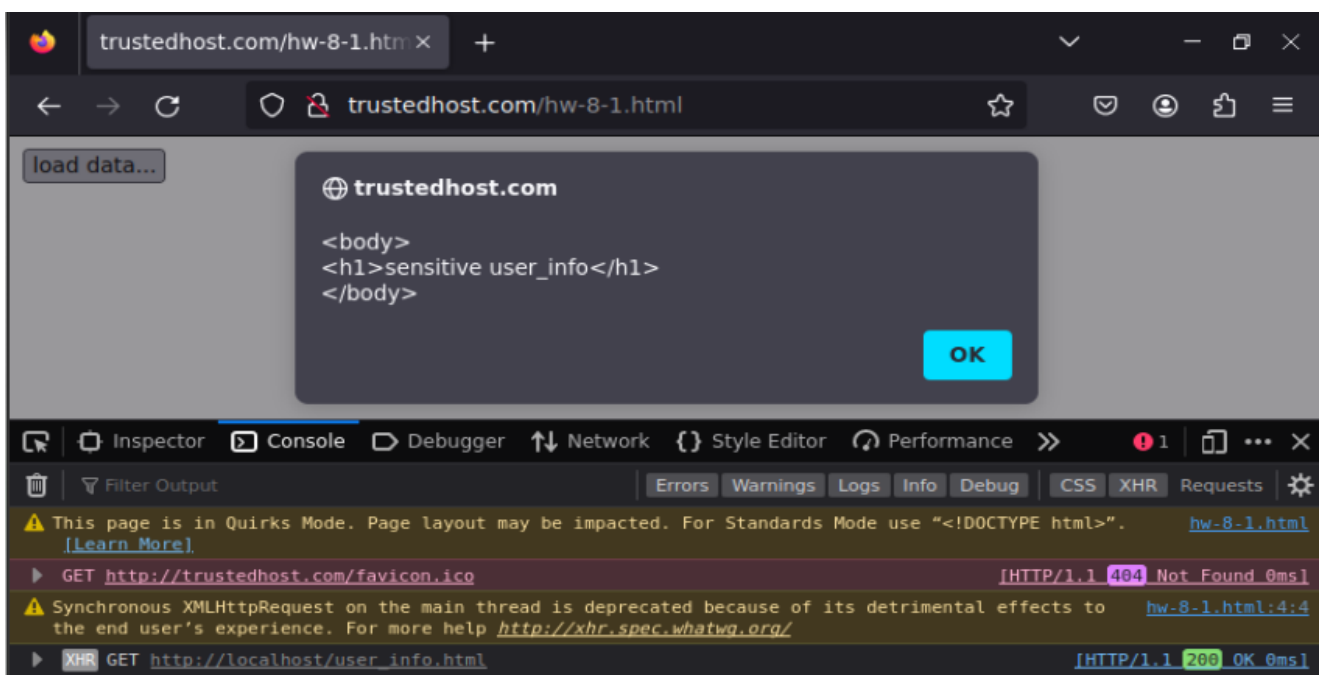 trustedhost.com/hw-8-1.htm
trustedhost.com/hw-8-1.html
load data...
trustedhost.com
<body>
<h1>sensitive user_info</h1>
</body>
OK
Inspector Console Debugger Network {} Style Editor Performance 1
Filter Output Errors Warnings Logs Info Debug CSS XHR Requests
This page is in Quirks Mode. Page layout may be impacted. For Standards Mode use “<!DOCTYPE html>”. hw-8-1.html
[Learn More]
GET http://trustedhost.com/favicon.ico [HTTP/1.1 404 Not Found 0ms]
Synchronous XMLHttpRequest on the main thread is deprecated because of its detrimental effects to hw-8-1.html:4:4
the end user’s experience. For more help http://xhr.spec.whatwg.org/
XHR GET http://localhost/user_info.html [HTTP/1.1 200 OK 0ms]